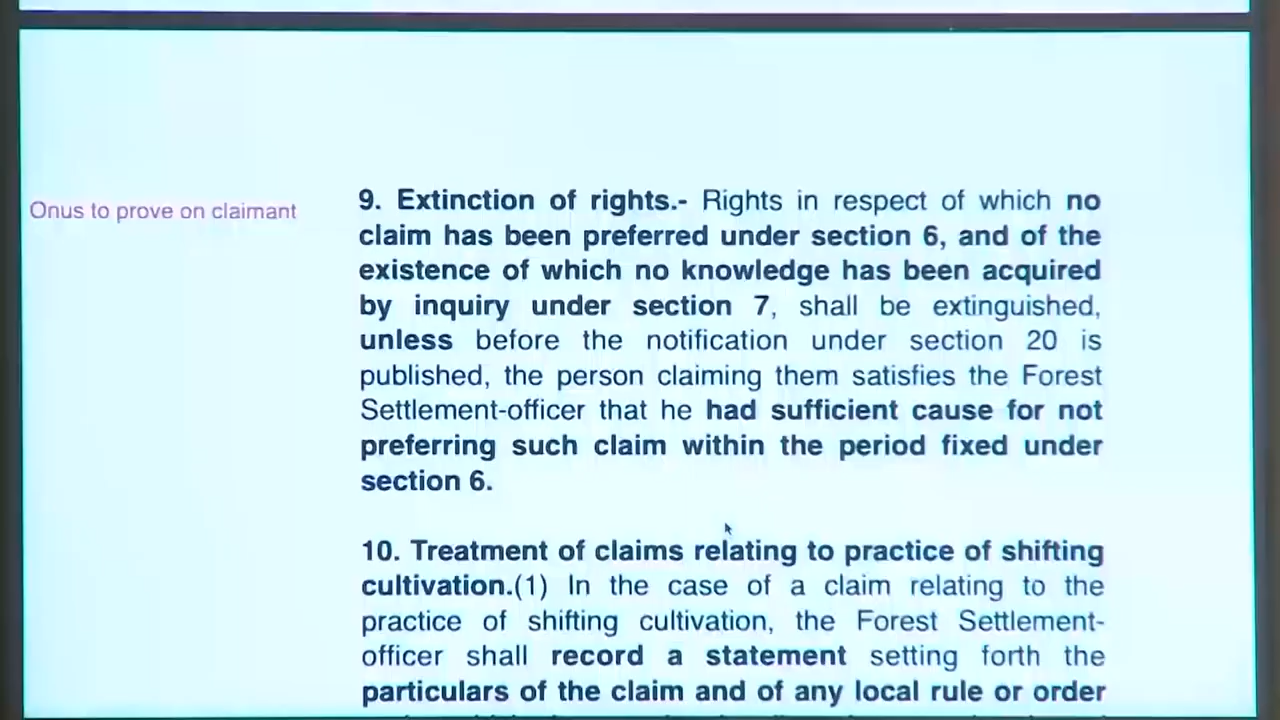 Onus to prove on claimant
9. Extinction of rights.- Rights in respect of which no
claim has been preferred under section 6, and of the
existence of which no knowledge has been acquired
by inquiry under section 7, shall be extinguished,
unless before the notification under section 20 is
published, the person claiming them satisfies the Forest
Settlement-officer that he had sufficient cause for not
preferring such claim within the period fixed under
section 6.
10. Treatment of claims relating to practice of shifting
cultivation.(1) In the case of a claim relating to the
practice of shifting cultivation, the Forest Settlement-
officer shall record a statement setting forth the
particulars of the claim and of any local rule or order